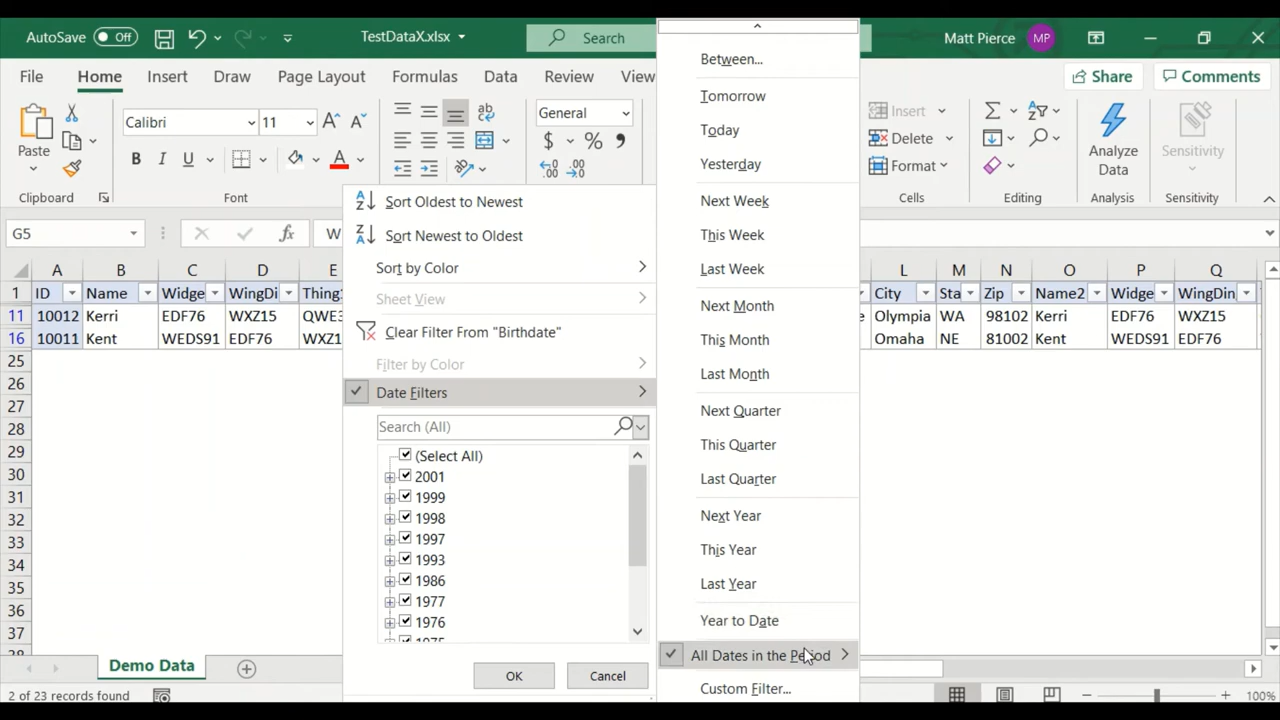 AutoSave Off TestDataX.xlsx Search Matt Pierce MP
File Home Insert Draw Page Layout Formulas Data Review View Share Comments
Paste Calibri 11 A A General Insert Delete Format Analyze Data Sensitivity
B I U A $ % ,
Clipboard Font Cells Editing Analysis Sensitivity
G5 fx W
A B C D E L M N O P Q
1 ID Name Widge WingDi Thing City Sta Zip Name2 Widge WingDin
11 10012 Kerri EDF76 WXZ15 QWE3 e Olympia WA 98102 Kerri EDF76 WXZ15
16 10011 Kent WEDS91 EDF76 WXZ1 Omaha NE 81002 Kent WEDS91 EDF76
25
26
27
28
29
30
31
32
33
34
35
36
37
38
Sort Oldest to Newest
Sort Newest to Oldest
Sort by Color
Sheet View
Clear Filter From "Birthdate"
Filter by Color
Date Filters
Search (All)
(Select All)
2001
1999
1998
1997
1993
1986
1977
1976
1975
OK Cancel
Between...
Tomorrow
Today
Yesterday
Next Week
This Week
Last Week
Next Month
This Month
Last Month
Next Quarter
This Quarter
Last Quarter
Next Year
This Year
Last Year
Year to Date
All Dates in the Period
Custom Filter...
Demo Data
2 of 23 records found 100%